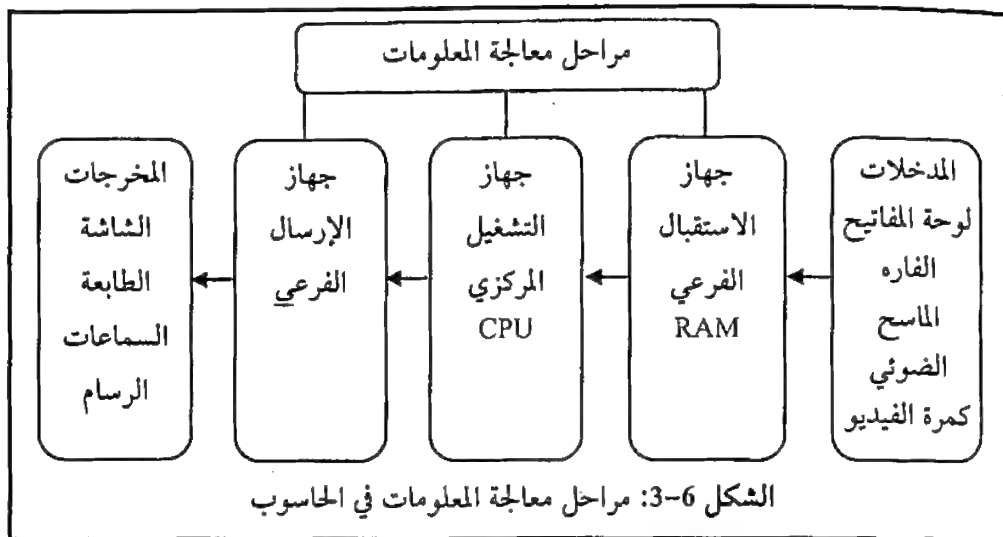 مراحل معالجة المعلومات
المدخلات
لوحة المفاتيح
الفاره
الماسح
الضوئي
كمرة الفيديو
جهاز
الاستقبال
الفرعي
RAM
جهاز
التشغيل
المركزي
CPU
جهاز
الإرسال
الفرعي
المخرجات
الشاشة
الطابعة
السماعات
الرسام
الشكل 6-3: مراحل معالجة المعلومات في الحاسوب